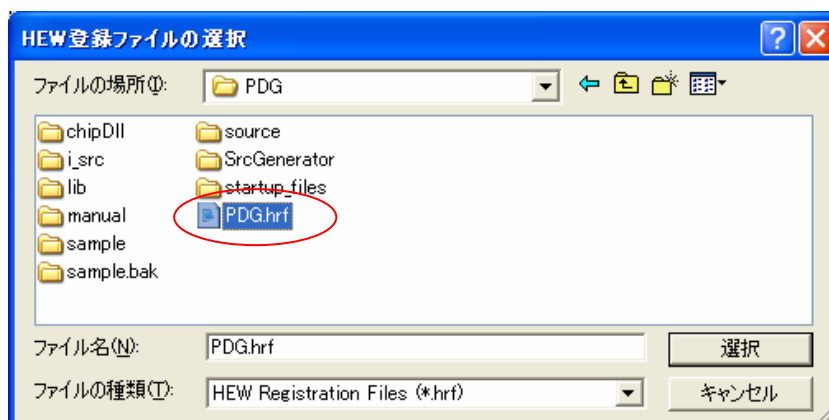 HEW登録ファイルの選択
ファイルの場所(I): PDG
chipDll source
i_src SrcGenerator
lib startup_files
manual PDG.hrf
sample
sample.bak
ファイル名(N): PDG.hrf 選択
ファイルの種類(T): HEW Registration Files (*.hrf) キャンセル